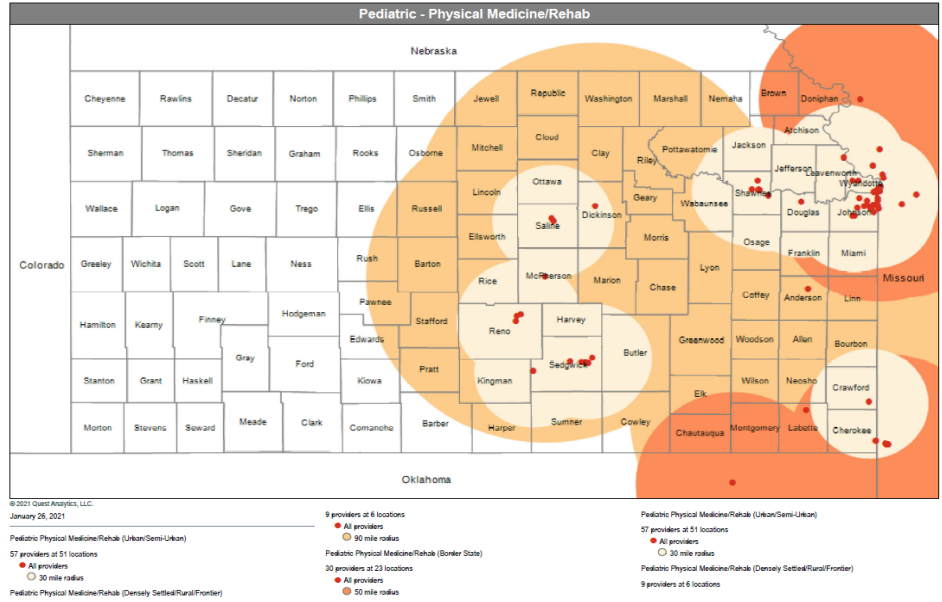 Pediatric - Physical Medicine/Rehab
Nebraska
Cheyenne Rawlins Decatur Norton Phillips Smith Jewell Republic Washington Marshall Nemaha Brown Doniphan
Atchison
Sherman Thomas Sheridan Graham Rooks Osborne Mitchell Cloud Clay Riley Pottawatomie Jackson Jefferson Leavenworth
Wyandotte
Wallace Logan Gove Trego Ellis Russell Lincoln Ottawa Dickinson Geary Wabaunsee Shawnee Douglas Johnson
Saline
Ellsworth Morris Osage Franklin Miami
Colorado Greeley Wichita Scott Lane Ness Rush Barton Rice McPherson Marion Chase Lyon Missouri
Hamilton Kearny Finney Hodgeman Pawnee Stafford Reno Harvey Coffey Anderson Linn
Gray Ford Edwards Sedgwick Butler Greenwood Woodson Allen Bourbon
Stanton Grant Haskell Kiowa Pratt Kingman Elk Wilson Neosho Crawford
Morton Stevens Seward Meade Clark Comanche Barber Harper Sumner Cowley Chautauqua Montgomery Labette Cherokee
Oklahoma
© 2021 Quest Analytics, LLC.
January 26, 2021
Pediatric Physical Medicine/Rehab (Urban/Semi-Urban)
57 providers at 51 locations
All providers
30 mile radius
Pediatric Physical Medicine/Rehab (Densely Settled/Rural/Frontier)
9 providers at 6 locations
All providers
90 mile radius
Pediatric Physical Medicine/Rehab (Border State)
30 providers at 23 locations
All providers
50 mile radius
Pediatric Physical Medicine/Rehab (Urban/Semi-Urban)
57 providers at 51 locations
All providers
30 mile radius
Pediatric Physical Medicine/Rehab (Densely Settled/Rural/Frontier)
9 providers at 6 locations